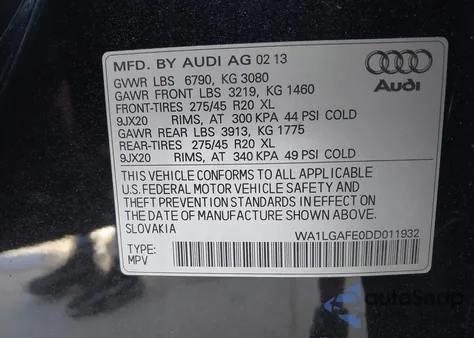 MFD. BY AUDI AG 02 13
GVWR LBS 6790, KG 3080
GAWR FRONT LBS 3219, KG 1460
FRONT-TIRES 275/45 R20 XL
9JX20 RIMS, AT 300 KPA 44 PSI COLD
GAWR REAR LBS 3913, KG 1775
REAR-TIRES 275/45 R20 XL
9JX20 RIMS, AT 340 KPA 49 PSI COLD
Audi
THIS VEHICLE CONFORMS TO ALL APPLICABLE
U.S. FEDERAL MOTOR VEHICLE SAFETY AND
THEFT PREVENTION STANDARDS IN EFFECT ON
THE DATE OF MANUFACTURE SHOWN ABOVE.
SLOVAKIA
WA1LGAFE0DD011932
TYPE:
MPV
autoSnap